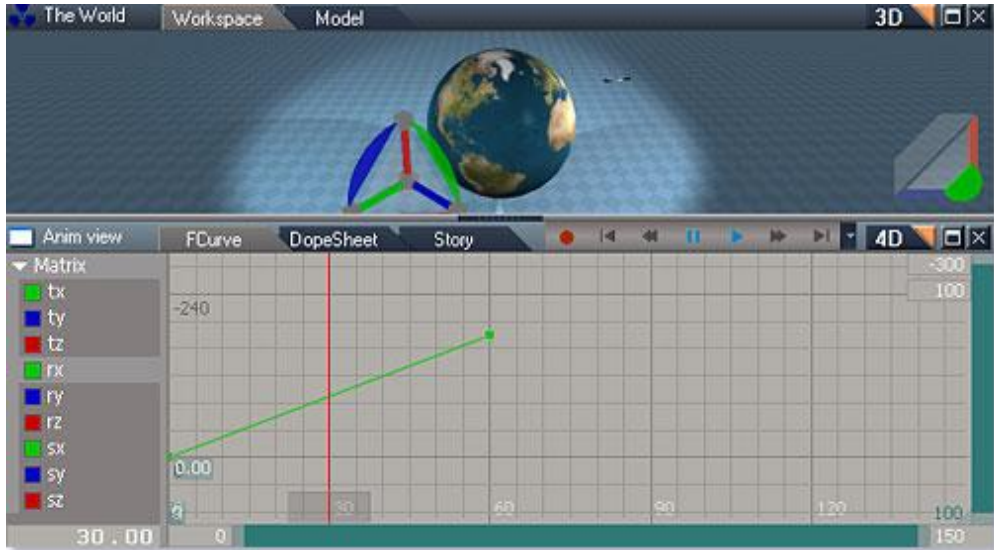 The World Workspace Model 3D
Anim view FCurve DopeSheet Story 4D
Matrix -300
tx 100
ty -240
tz
rx
ry
rz
sx
sy 0.00
sz 0 30 60 90 120 100
30.00 0 150